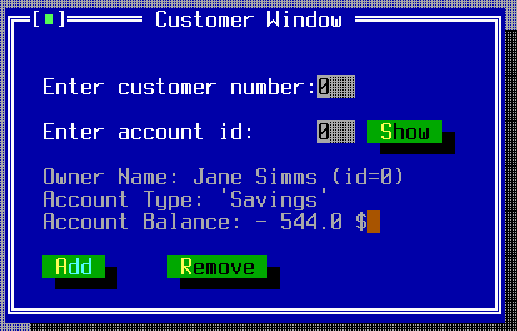 [■] Customer Window
Enter customer number: 0
Enter account id: 0 Show
Owner Name: Jane Simms (id=0)
Account Type: 'Savings'
Account Balance: - 544.0 $
Add Remove